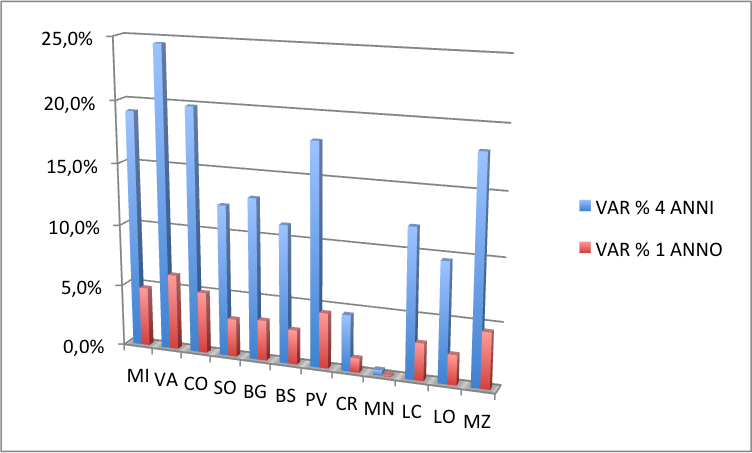 25,0%
20,0%
15,0%
10,0%
5,0%
0,0%
MI VA CO SO BG BS PV CR MN LC LO MZ
VAR % 4 ANNI
VAR % 1 ANNO